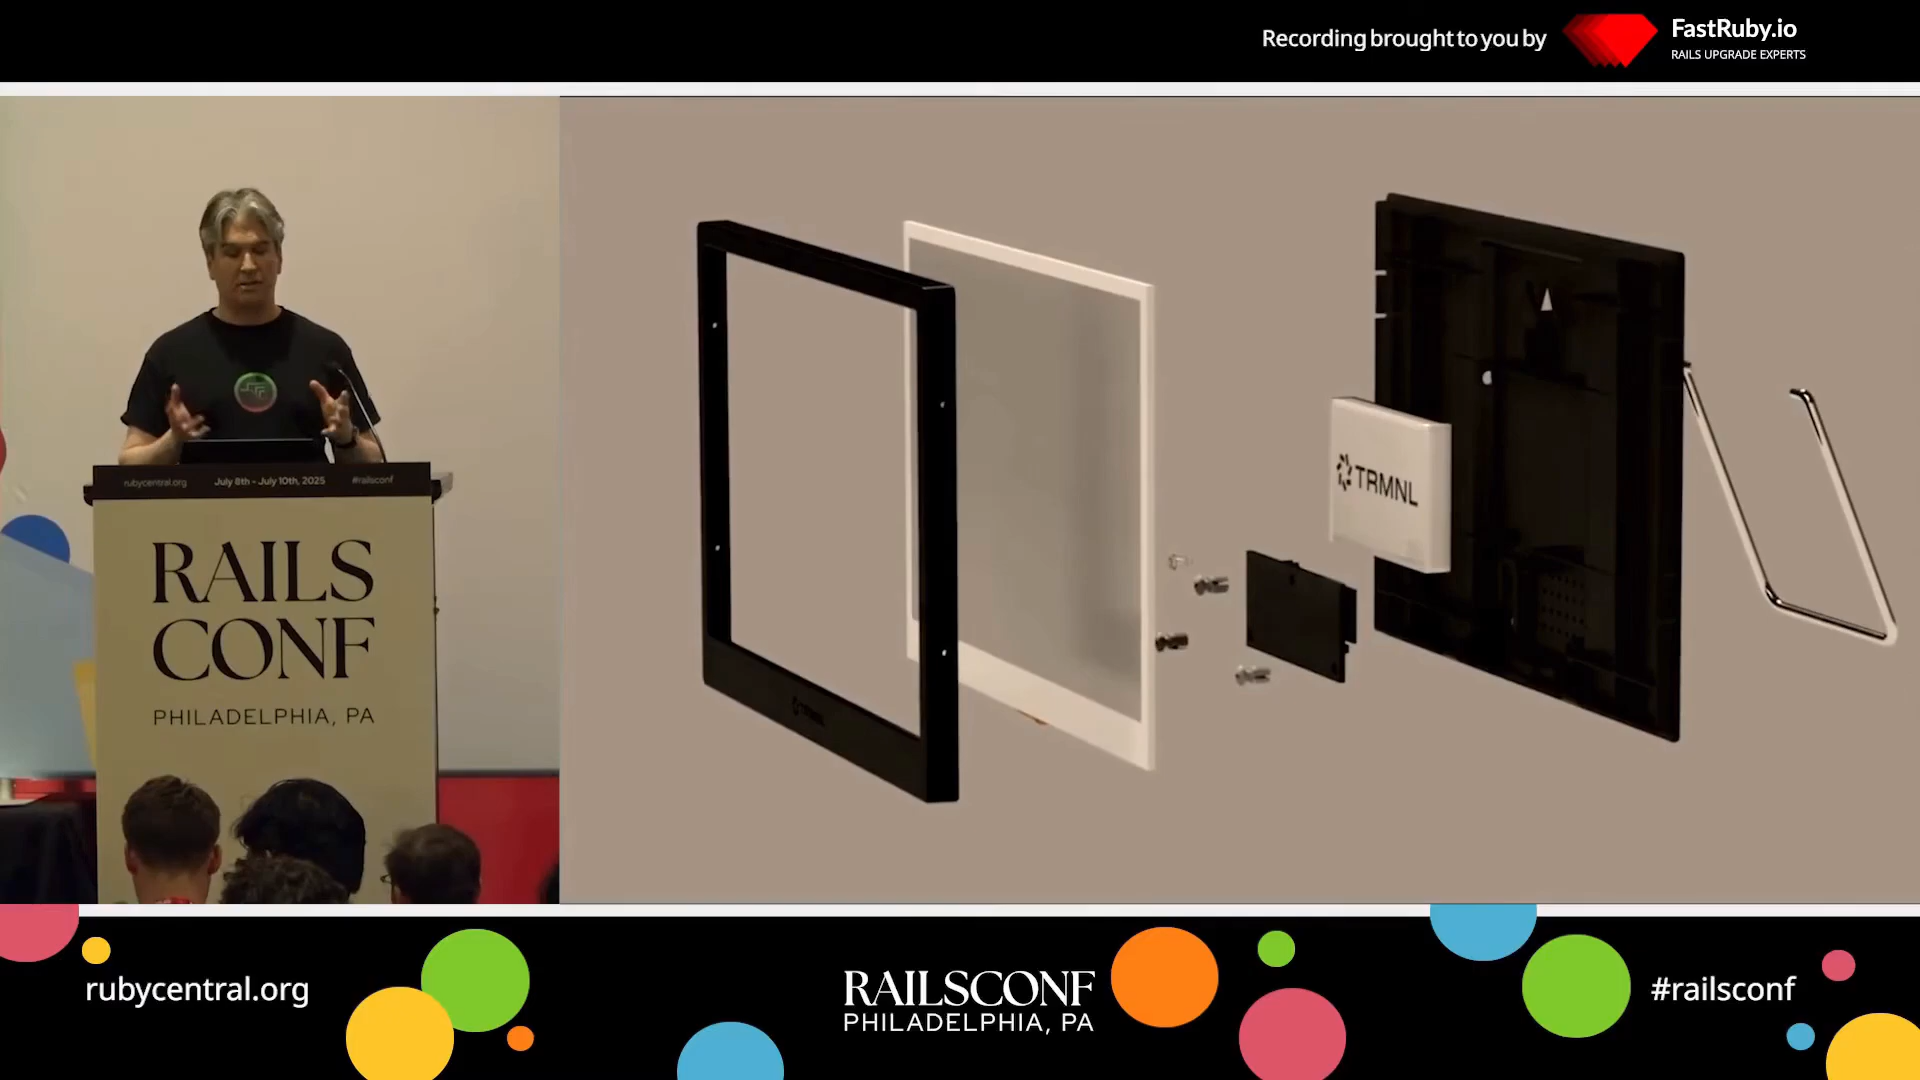 Recording brought to you by
FastRuby.io
RAILS UPGRADE EXPERTS
TRMNL
TRMNL
rubycentral.org
July 8th - July 10th, 2025
#railsconf
RAILS
CONF
PHILADELPHIA, PA
rubycentral.org
RAILSCONF
PHILADELPHIA, PA
#railsconf